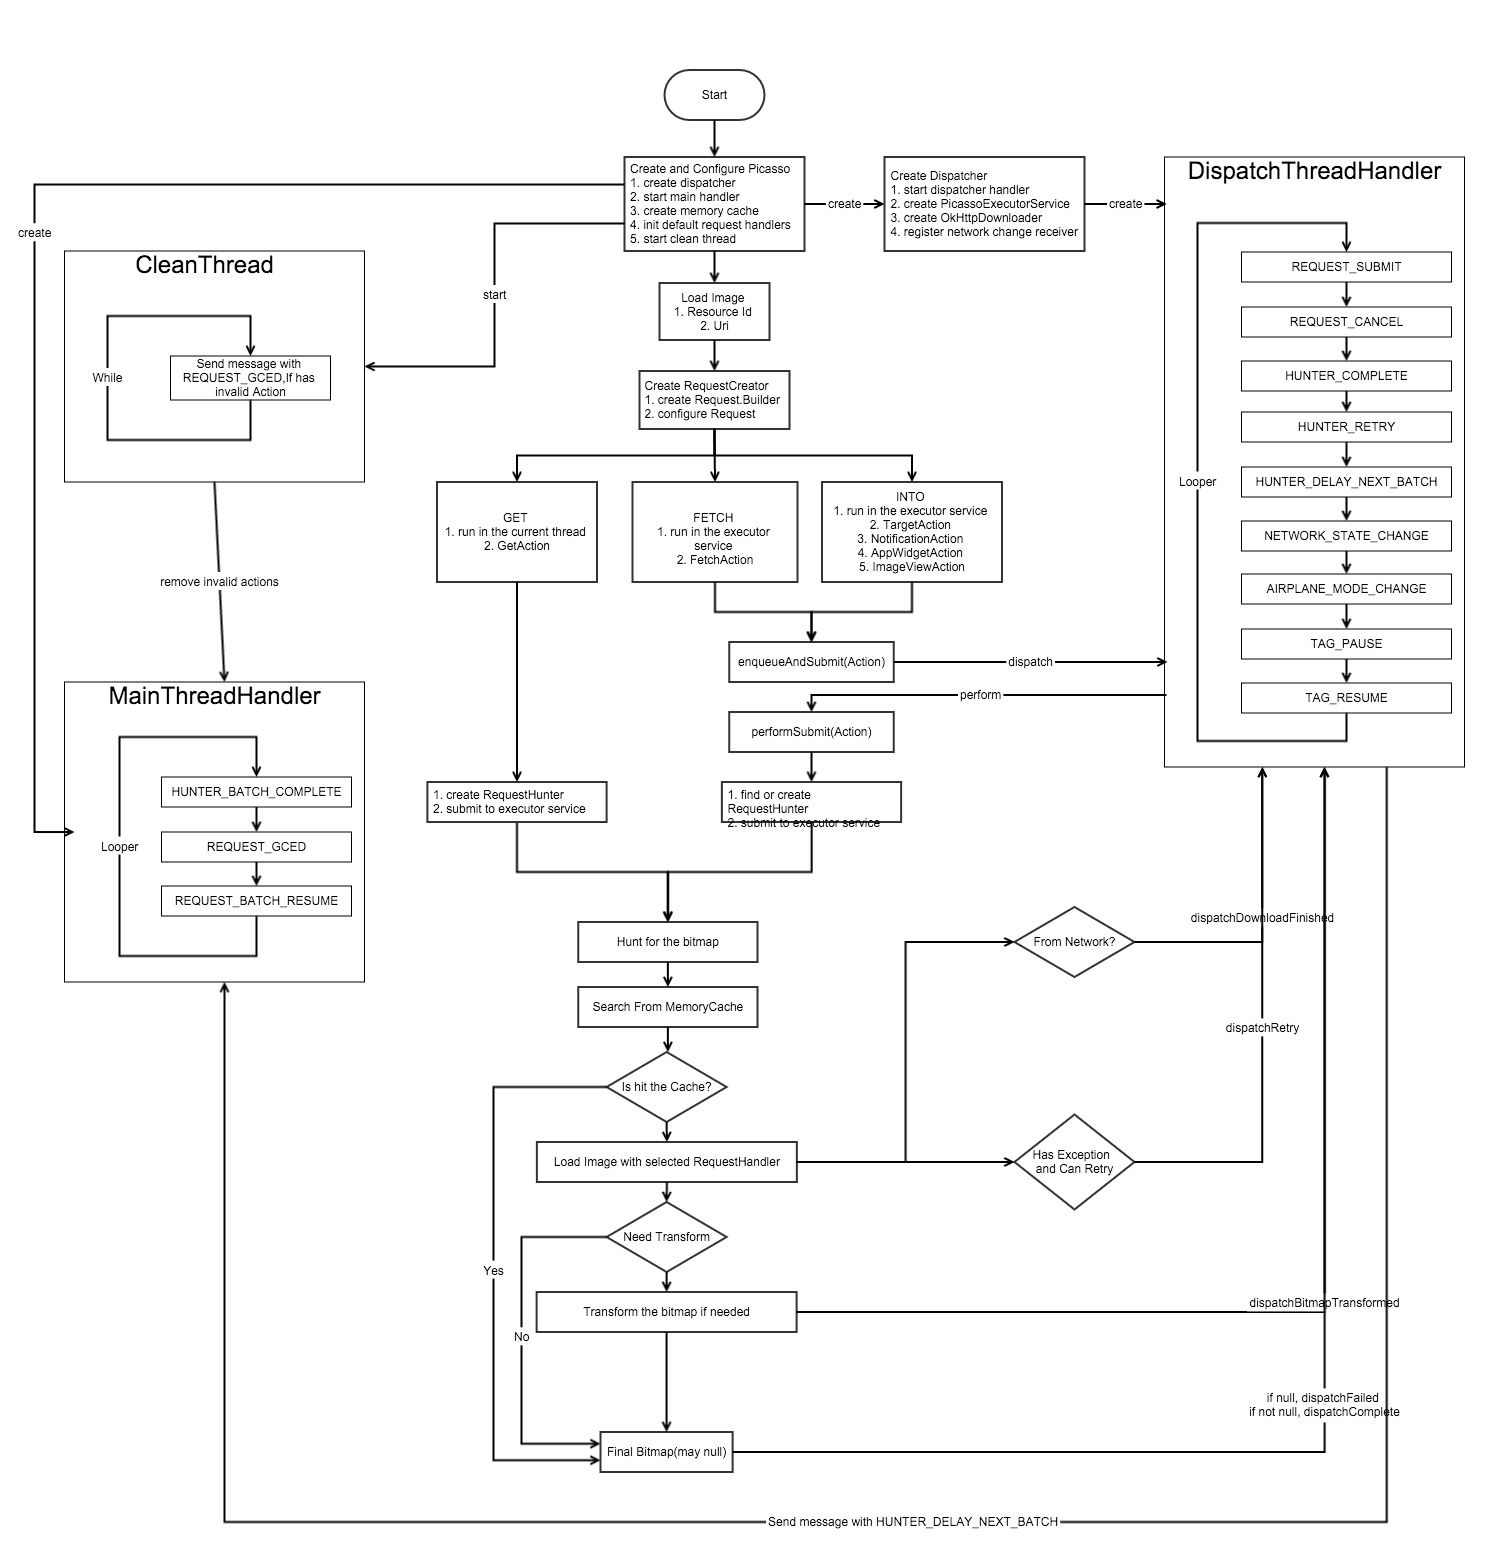 Start
Create and Configure Picasso
1. create dispatcher
2. start main handler
3. create memory cache
4. init default request handlers
5. start clean thread
create
Create Dispatcher
1. start dispatcher handler
2. create PicassoExecutorService
3. create OkHttpDownloader
4. register network change receiver
create
DispatchThreadHandler
REQUEST_SUBMIT
REQUEST_CANCEL
HUNTER_COMPLETE
HUNTER_RETRY
HUNTER_DELAY_NEXT_BATCH
NETWORK_STATE_CHANGE
AIRPLANE_MODE_CHANGE
TAG_PAUSE
TAG_RESUME
Looper
create
start
CleanThread
While
Send message with
REQUEST_GCED,If has
invalid Action
remove invalid actions
MainThreadHandler
HUNTER_BATCH_COMPLETE
REQUEST_GCED
REQUEST_BATCH_RESUME
Looper
Load Image
1. Resource Id
2. Uri
Create RequestCreator
1. create Request.Builder
2. configure Request
GET
1. run in the current thread
2. GetAction
FETCH
1. run in the executor
service
2. FetchAction
INTO
1. run in the executor service
2. TargetAction
3. NotificationAction
4. AppWidgetAction
5. ImageViewAction
enqueueAndSubmit(Action)
dispatch
perform
performSubmit(Action)
1. create RequestHunter
2. submit to executor service
1. find or create
RequestHunter
2. submit to executor service
Hunt for the bitmap
Search From MemoryCache
Is hit the Cache?
Load Image with selected RequestHandler
From Network?
dispatchDownloadFinished
dispatchRetry
Has Exception
and Can Retry
Need Transform
Yes
No
Transform the bitmap if needed
dispatchBitmapTransformed
if null, dispatchFailed
if not null, dispatchComplete
Final Bitmap(may null)
Send message with HUNTER_DELAY_NEXT_BATCH